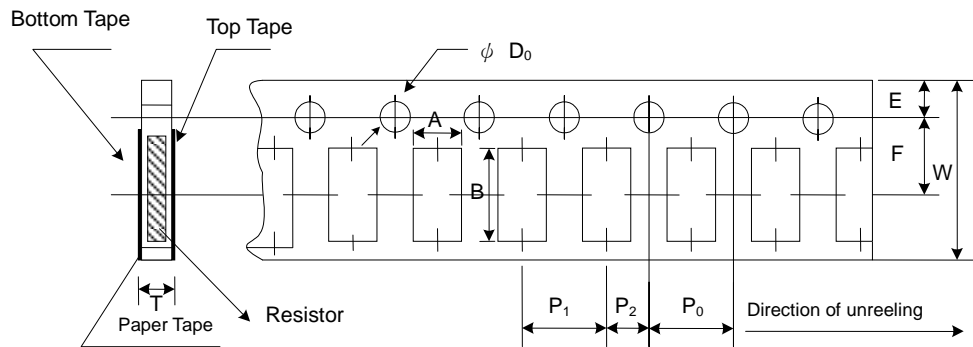 Bottom Tape
Top Tape
ψ D₀
E
A
F
W
B
T
P₁
P₂
P₀
Resistor
Direction of unreeling
Paper Tape